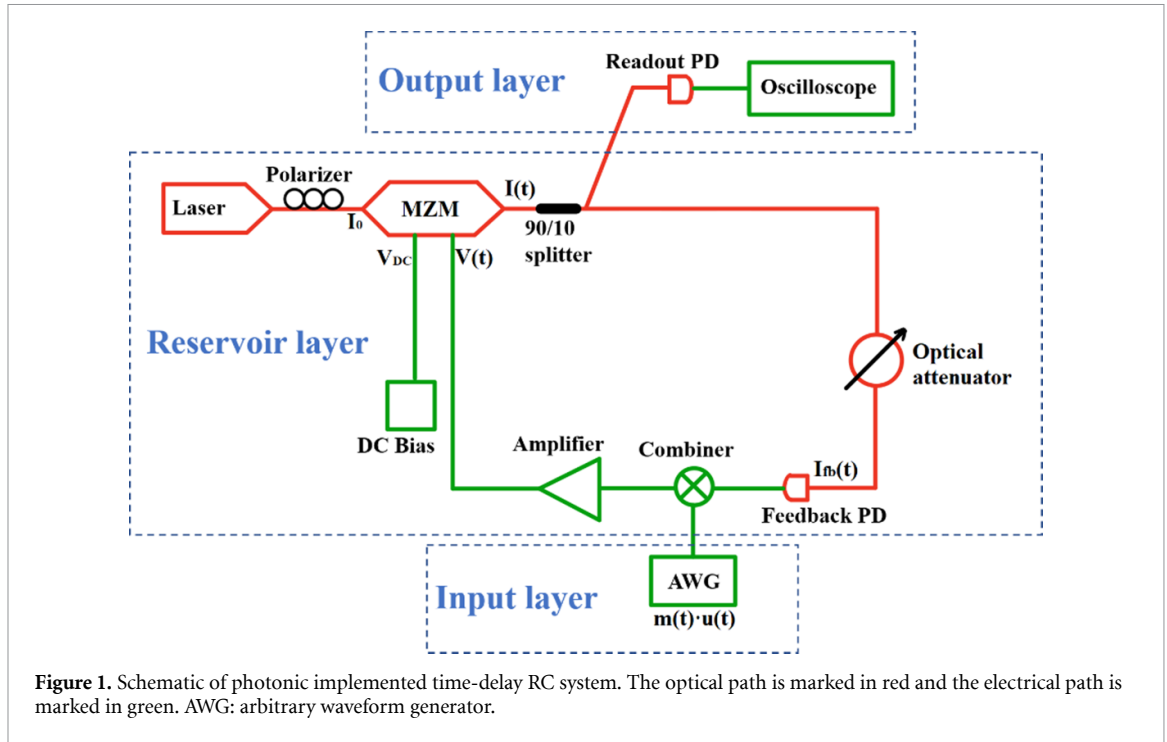 Output layer
Readout PD
Oscilloscope
Polarizer
Laser
I₀
MZM
I(t)
90/10
splitter
VDC
V(t)
Reservoir layer
Optical
attenuator
DC Bias
Amplifier
Combiner
Ifb(t)
Feedback PD
Input layer
AWG
m(t)·u(t)
Figure 1. Schematic of photonic implemented time-delay RC system. The optical path is marked in red and the electrical path is
marked in green. AWG: arbitrary waveform generator.